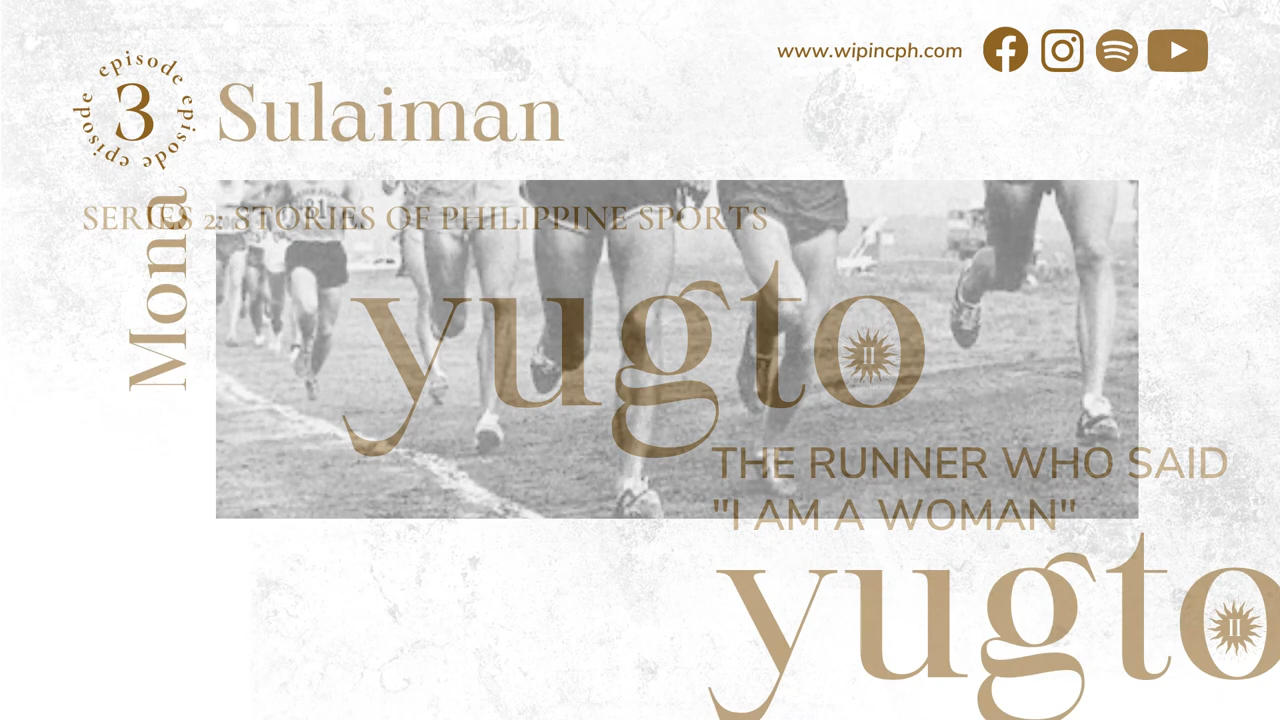 www.wipincph.com
episode episode episode episode
3
Sulaiman
Mona
SERIES 2: STORIES OF PHILIPPINE SPORTS
yugto
II
THE RUNNER WHO SAID
"I AM A WOMAN"
yugto
II